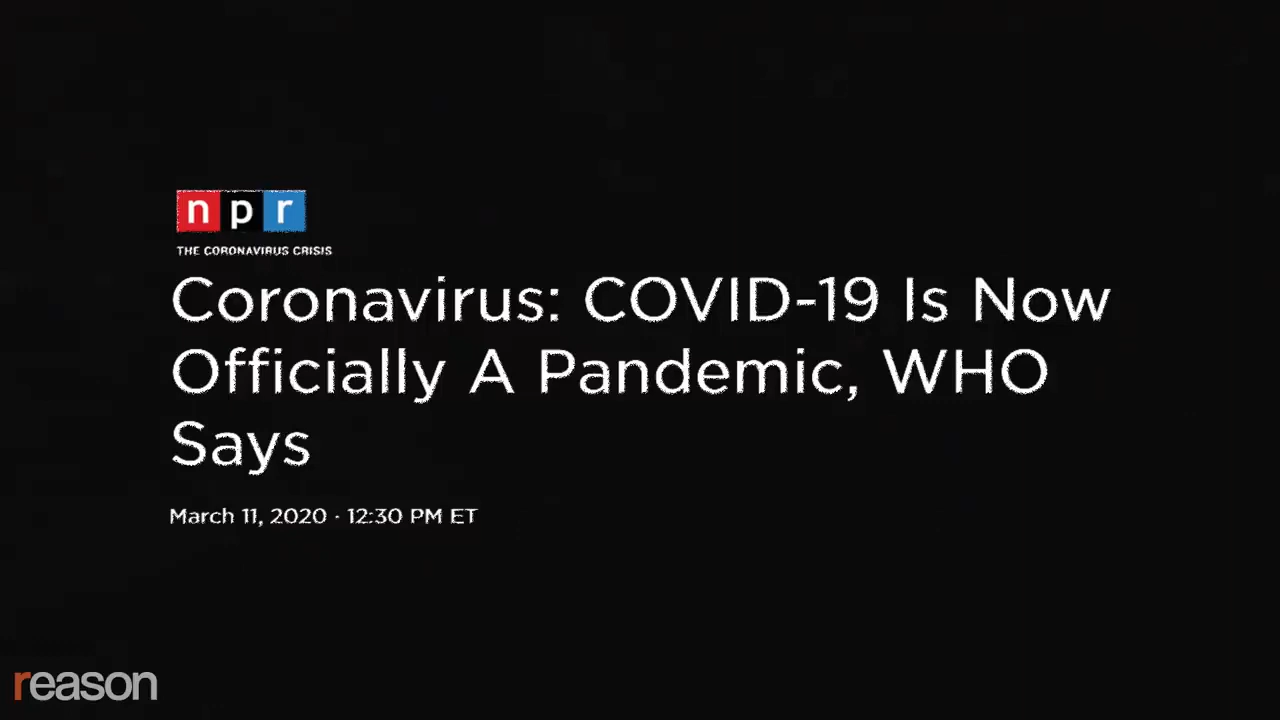 npr
THE CORONAVIRUS CRISIS
Coronavirus: COVID-19 Is Now
Officially A Pandemic, WHO
Says
March 11, 2020 · 12:30 PM ET
reason